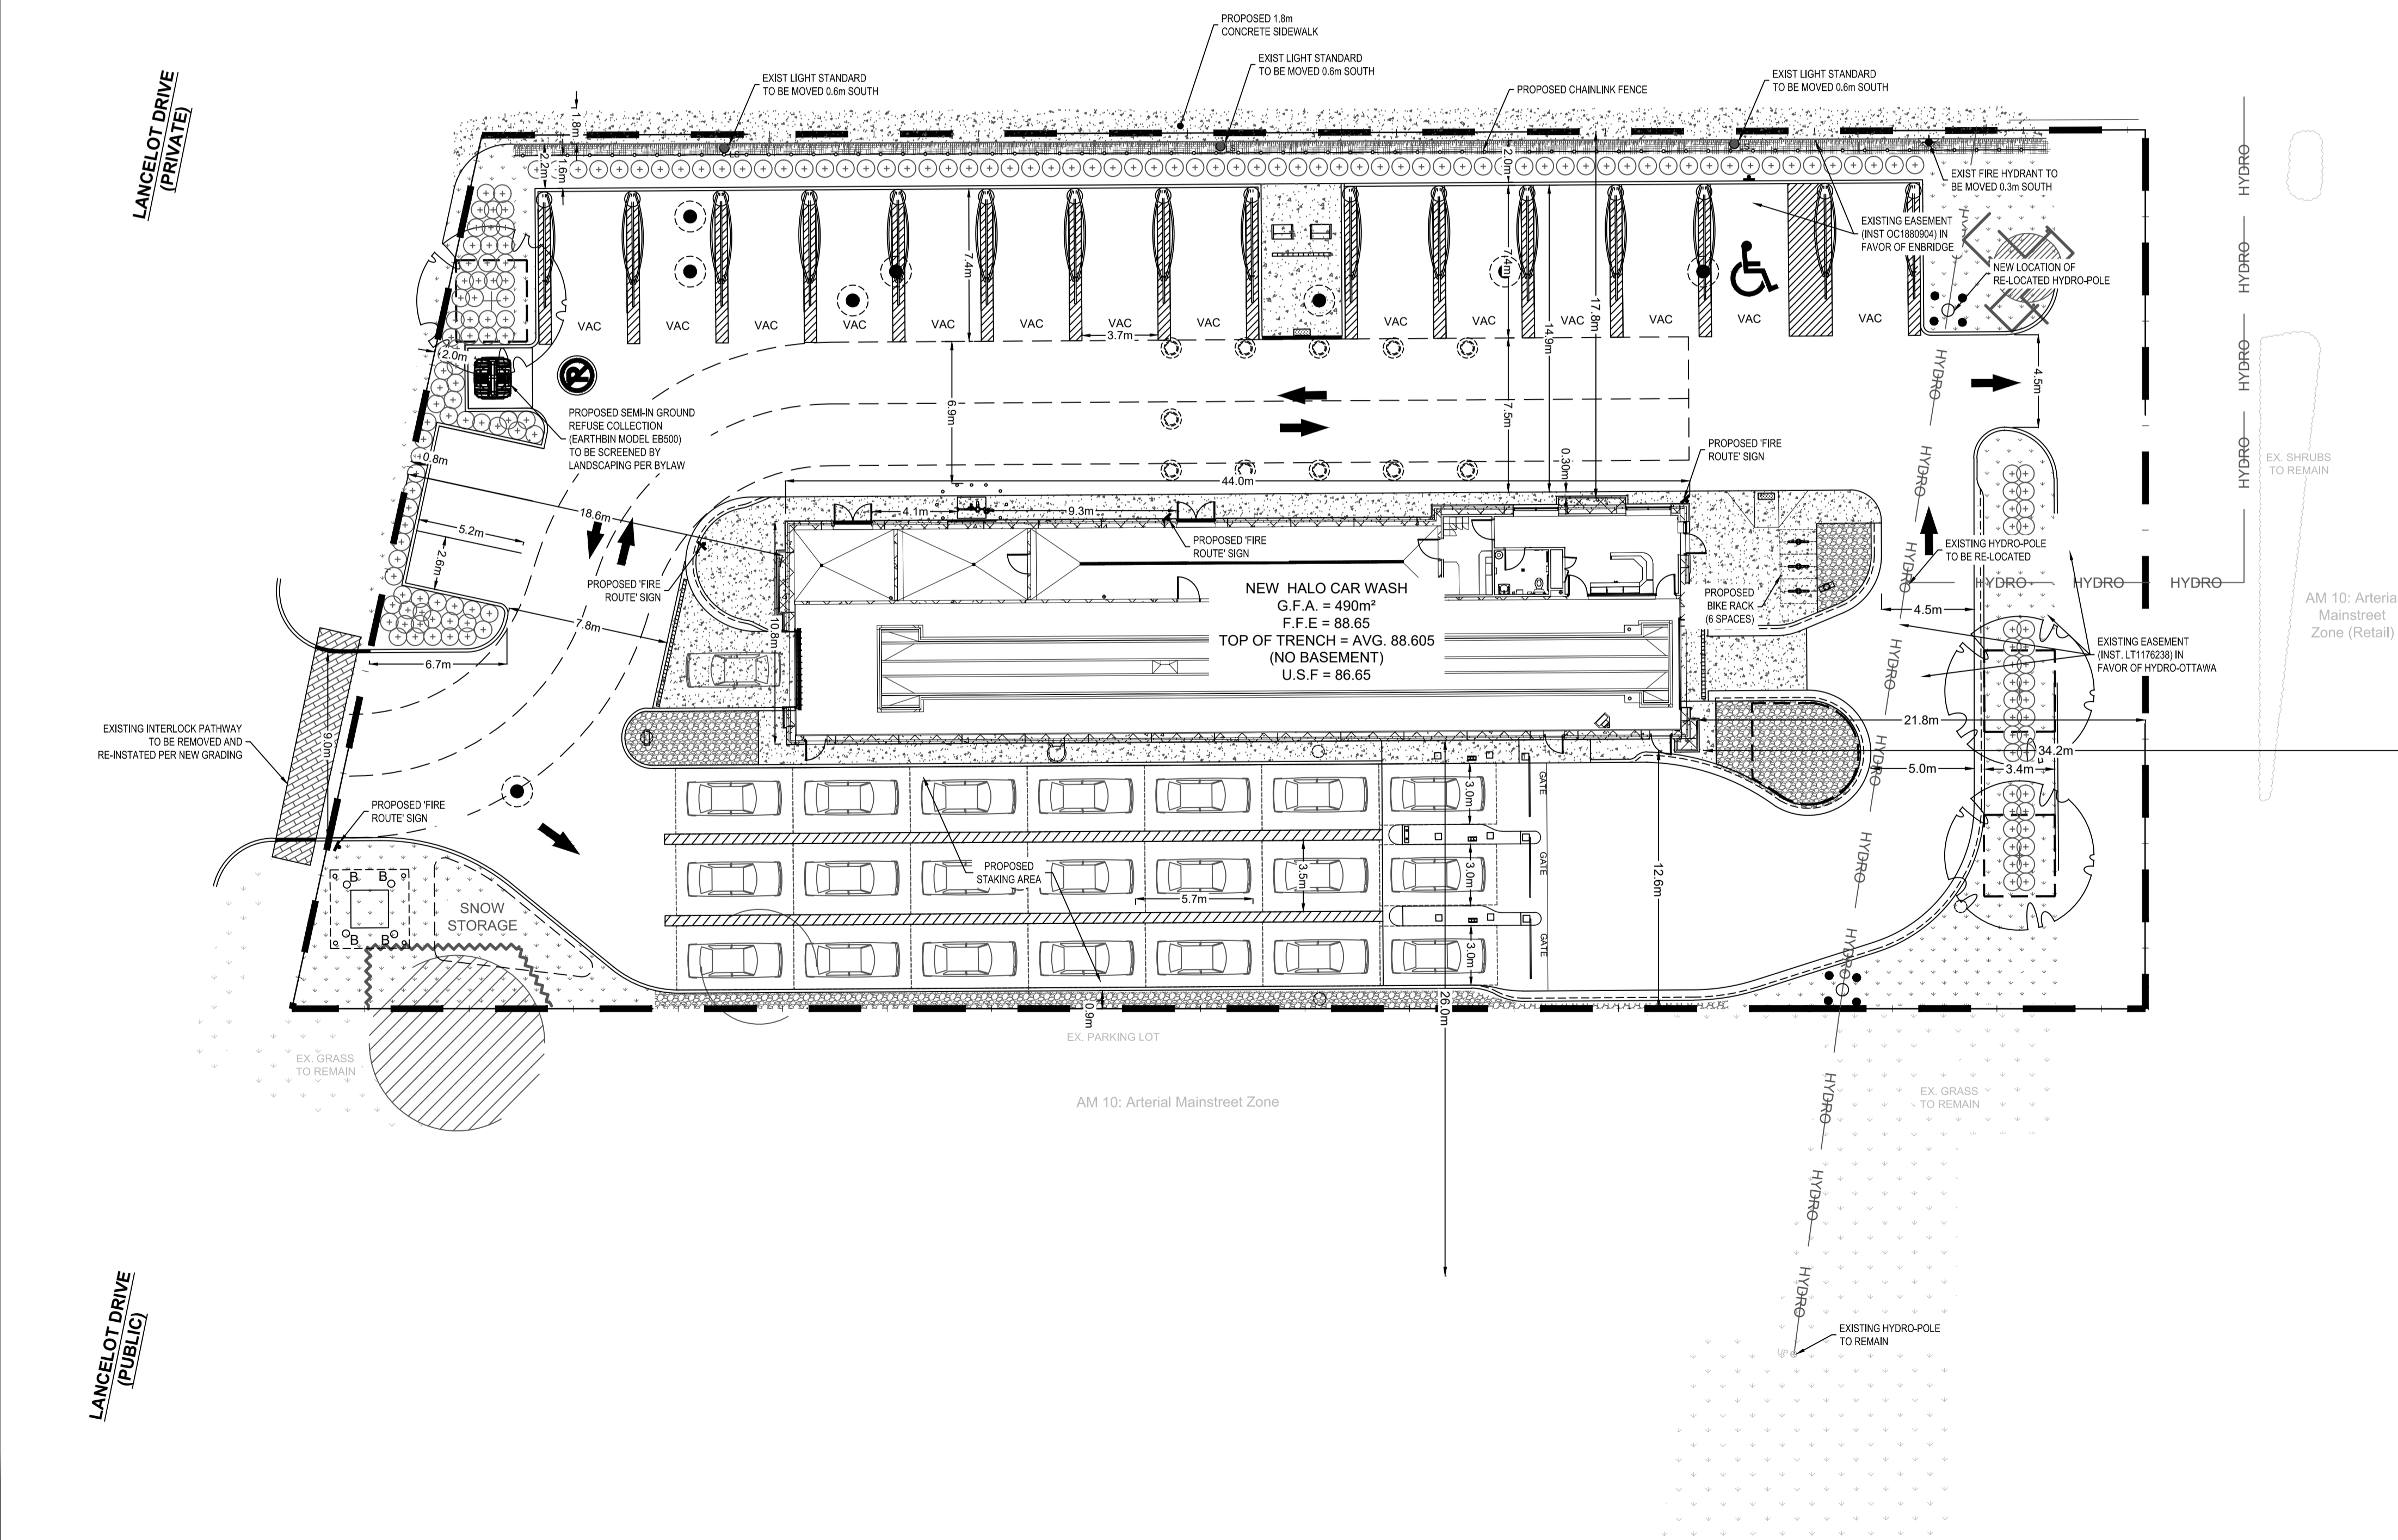 PROPOSED 1.8m
CONCRETE SIDEWALK
EXIST LIGHT STANDARD
TO BE MOVED 0.6m SOUTH
EXIST LIGHT STANDARD
TO BE MOVED 0.6m SOUTH
EXIST LIGHT STANDARD
TO BE MOVED 0.6m SOUTH
PROPOSED CHAINLINK FENCE
LANCELOT DRIVE
(PRIVATE)
1.8m
2.2m
1.6m
2.0m
HYDRO
HYDRO
HYDRO
HYDRO
EXIST FIRE HYDRANT TO
BE MOVED 0.3m SOUTH
EXISTING EASEMENT
(INST OC1880904) IN
FAVOR OF ENBRIDGE
NEW LOCATION OF
RE-LOCATED HYDRO-POLE
7.4m
7.4m
17.8m
14.9m
VAC
VAC
VAC
VAC
VAC
VAC
VAC
VAC
VAC
VAC
VAC
VAC
VAC
VAC
3.7m
2.0m
6.9m
7.5m
4.5m
HYDRO
PROPOSED SEMI-IN GROUND
REFUSE COLLECTION
(EARTHBIN MODEL EB500)
TO BE SCREENED BY
LANDSCAPING PER BYLAW
PROPOSED 'FIRE
ROUTE' SIGN
0.8m
0.30m
44.0m
HYDRO
EX. SHRUBS
TO REMAIN
18.6m
4.1m
9.3m
5.2m
2.6m
PROPOSED 'FIRE
ROUTE' SIGN
PROPOSED 'FIRE
ROUTE' SIGN
HYDRO
EXISTING HYDRO-POLE
TO BE RE-LOCATED
HYDRO
HYDRO
HYDRO
NEW HALO CAR WASH
G.F.A. = 490m²
F.F.E = 88.65
TOP OF TRENCH = AVG. 88.605
(NO BASEMENT)
U.S.F = 86.65
PROPOSED
BIKE RACK
(6 SPACES)
4.5m
AM 10: Arteria
Mainstreet
Zone (Retail)
7.8m
10.8m
6.7m
HYDRO
EXISTING EASEMENT
(INST. LT1176238) IN
FAVOR OF HYDRO-OTTAWA
21.8m
34.2m
EXISTING INTERLOCK PATHWAY
TO BE REMOVED AND
RE-INSTATED PER NEW GRADING
9.0m
HYDRO
5.0m
3.4m
PROPOSED 'FIRE
ROUTE' SIGN
3.0m
GATE
3.0m
GATE
3.0m
GATE
3.5m
PROPOSED
STAKING AREA
5.7m
12.6m
HYDRO
B
B
B
B
SNOW
STORAGE
HYDRO
0.9m
26.0m
EX. PARKING LOT
EX. GRASS
TO REMAIN
AM 10: Arterial Mainstreet Zone
EX. GRASS
TO REMAIN
HYDRO
HYDRO
HYDRO
LANCELOT DRIVE
(PUBLIC)
EXISTING HYDRO-POLE
TO REMAIN